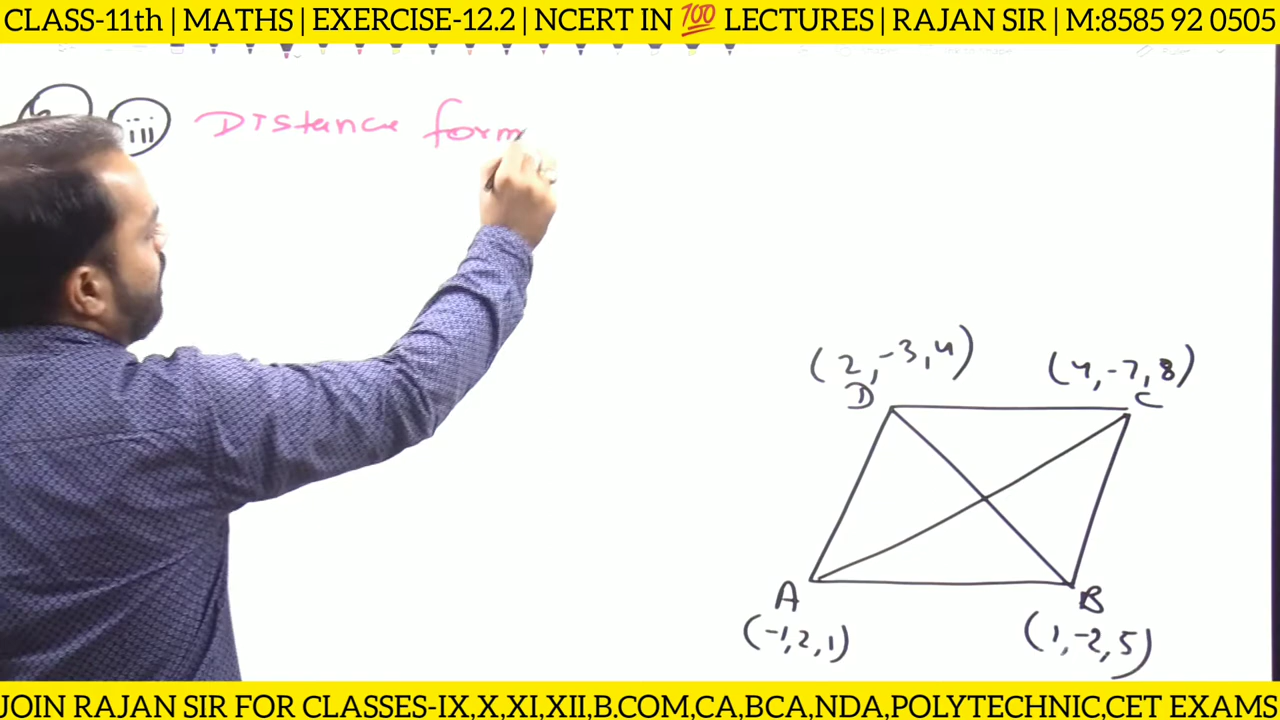 CLASS-11th | MATHS | EXERCISE-12.2 | NCERT IN 💯 LECTURES | RAJAN SIR | M:8585 92 0505
iii Distance form
(2,-3,4) (4,-7,8)
D C
A B
(-1,2,1) (1,-2,5)
JOIN RAJAN SIR FOR CLASSES-IX,X,XI,XII,B.COM,CA,BCA,NDA,POLYTECHNIC,CET EXAMS